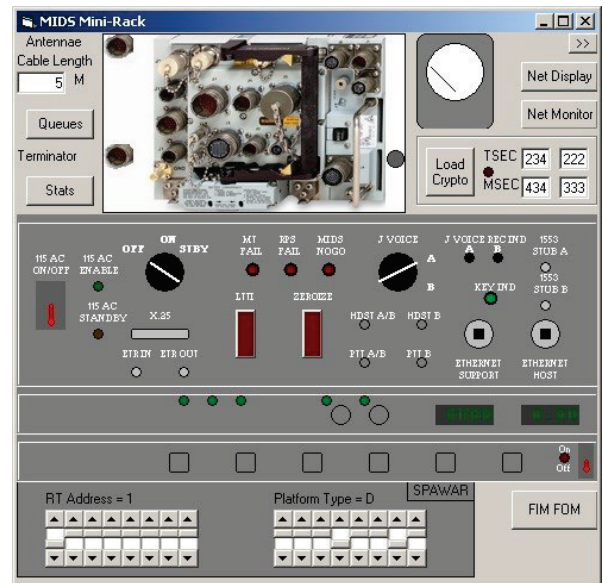 MIDS Mini-Rack
Antennae
Cable Length
5 M
>>
Net Display
Net Monitor
Queues
Terminator
Stats
Load
Crypto
TSEC 234 222
MSEC 434 333
115 AC
ON/OFF
115 AC
ENABLE
115 AC
STANDBY
OFF ON STBY
X.25
ETR IN ETR OUT
MT
FAIL
RPS
FAIL
MIDS
NOGO
LTTI
ZEROIZE
J VOICE
A
B
HDST A/B HDST B
PTT A/B PTT B
J VOICE REC IND
A B
KEY IND
1553
STUB A
1553
STUB B
ETHERNET
SUPPORT
ETHERNET
HOST
On
Off
SPAWAR
RT Address = 1
Platform Type = D
FIM FOM